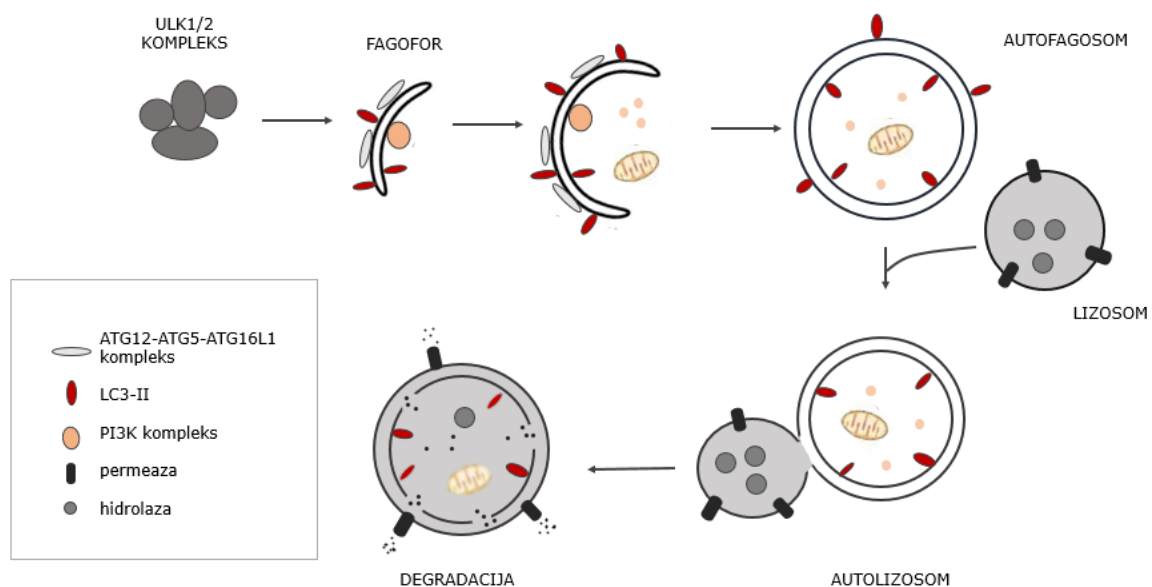 ULK1/2
KOMPLEKS
FAGOFOR
AUTOFAGOSOM
LIZOSOM
ATG12-ATG5-ATG16L1
kompleks
LC3-II
PI3K kompleks
permeaza
hidrolaza
DEGRADACIJA
AUTOLIZOSOM